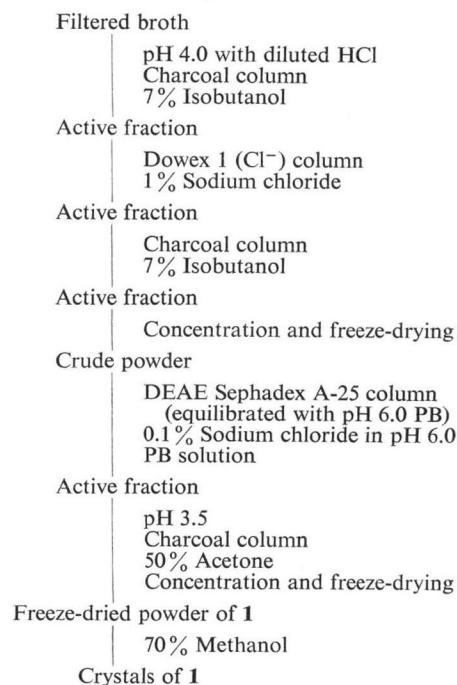 Filtered broth
pH 4.0 with diluted HCl
Charcoal column
7% Isobutanol
Active fraction
Dowex 1 (Cl⁻) column
1% Sodium chloride
Active fraction
Charcoal column
7% Isobutanol
Active fraction
Concentration and freeze-drying
Crude powder
DEAE Sephadex A-25 column
(equilibrated with pH 6.0 PB)
0.1% Sodium chloride in pH 6.0
PB solution
Active fraction
pH 3.5
Charcoal column
50% Acetone
Concentration and freeze-drying
Freeze-dried powder of 1
70% Methanol
Crystals of 1